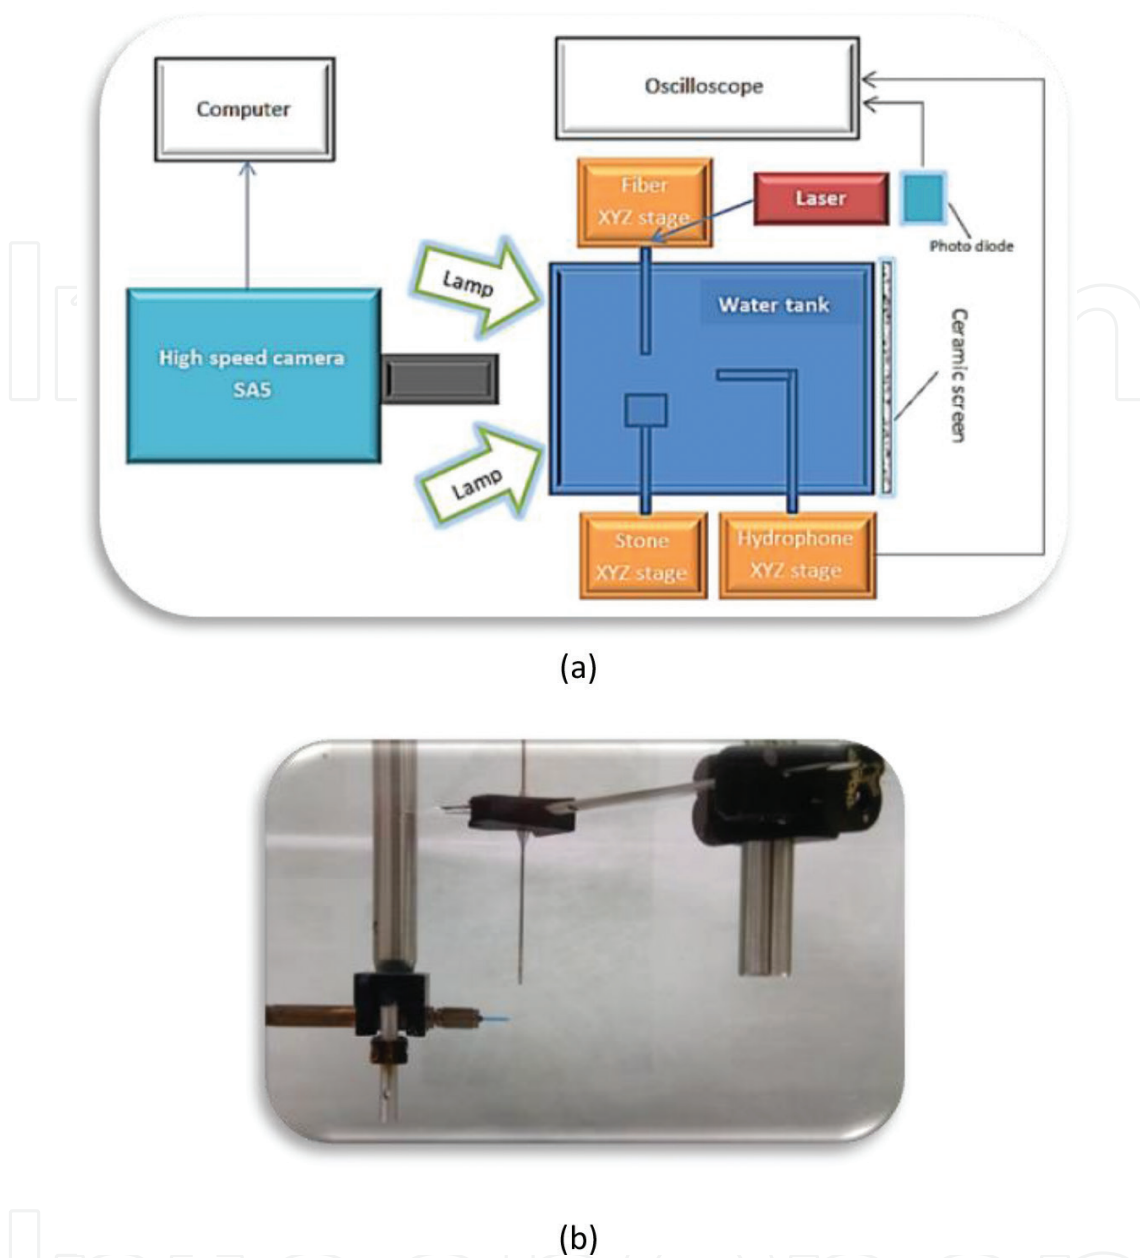 Computer
Oscilloscope
Fiber
XYZ stage
Laser
Photo diode
Lamp
Water tank
High speed camera
SA5
Ceramic screen
Lamp
Stone
XYZ stage
Hydrophone
XYZ stage
(a)
(b)